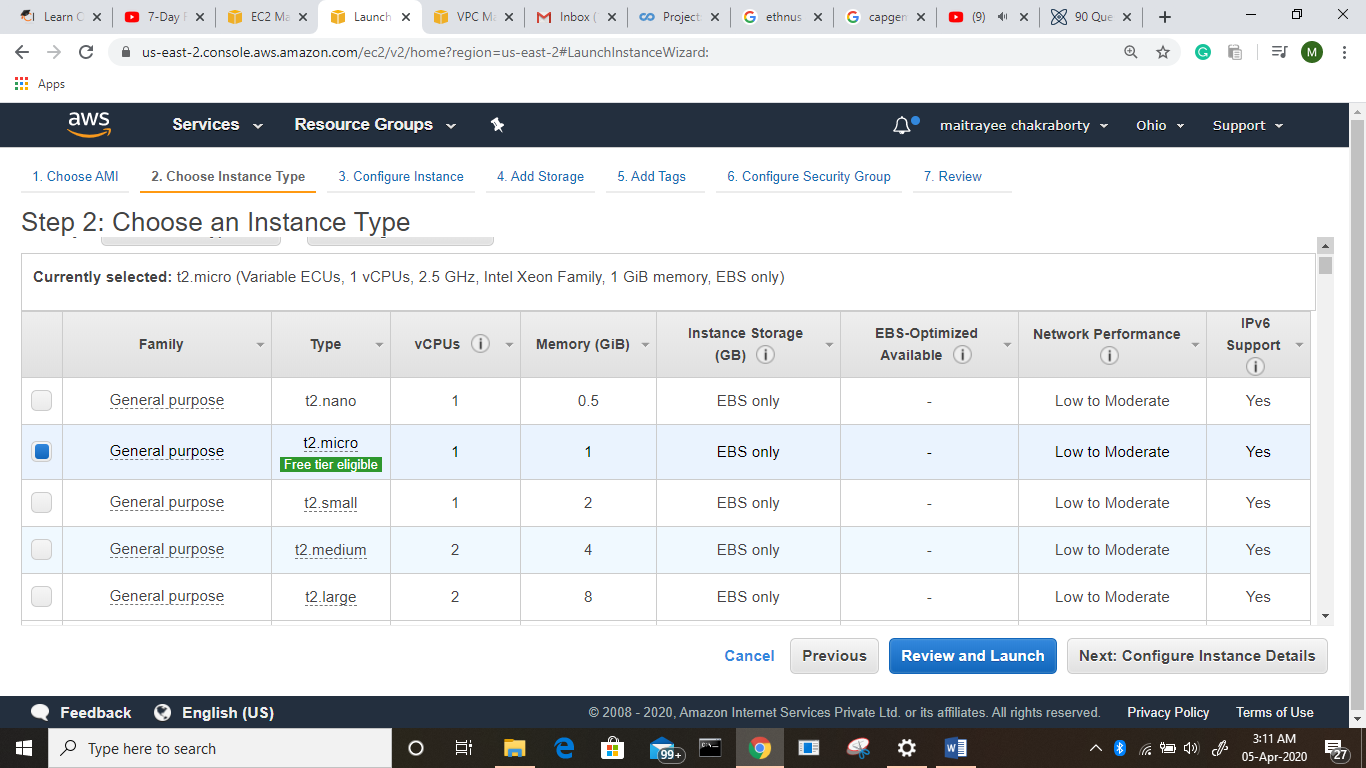 Learn C
7-Day F
EC2 Ma
Launch
VPC Ma
Inbox (
Project
ethnus
capgen
(9)
90 Que
us-east-2.console.aws.amazon.com/ec2/v2/home?region=us-east-2#LaunchInstanceWizard:
M
Apps
aws
Services
Resource Groups
maitrayee chakraborty
Ohio
Support
1. Choose AMI
2. Choose Instance Type
3. Configure Instance
4. Add Storage
5. Add Tags
6. Configure Security Group
7. Review
Step 2: Choose an Instance Type
Currently selected: t2.micro (Variable ECUs, 1 vCPUs, 2.5 GHz, Intel Xeon Family, 1 GiB memory, EBS only)
Family
Type
vCPUs
Memory (GiB)
Instance Storage
(GB)
EBS-Optimized
Available
Network Performance
IPv6
Support
General purpose t2.nano 1 0.5 EBS only - Low to Moderate Yes
General purpose t2.micro 1 1 EBS only - Low to Moderate Yes
Free tier eligible
General purpose t2.small 1 2 EBS only - Low to Moderate Yes
General purpose t2.medium 2 4 EBS only - Low to Moderate Yes
General purpose t2.large 2 8 EBS only - Low to Moderate Yes
Cancel
Previous
Review and Launch
Next: Configure Instance Details
Feedback
English (US)
© 2008 - 2020, Amazon Internet Services Private Ltd. or its affiliates. All rights reserved.
Privacy Policy
Terms of Use
Type here to search
99+
3:11 AM
05-Apr-2020
27